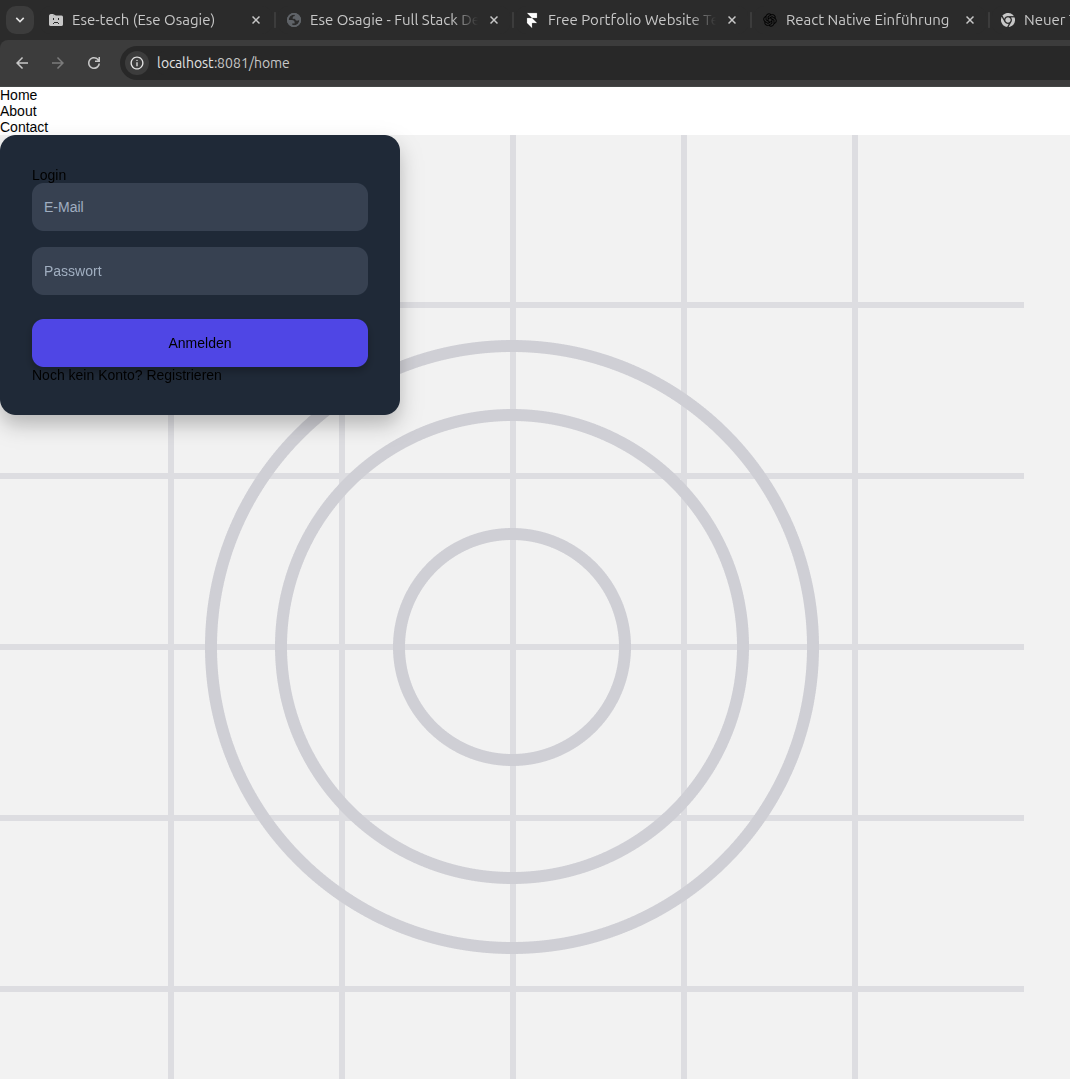 Ese-tech (Ese Osagie)
Ese Osagie - Full Stack De
Free Portfolio Website Te
React Native Einführung
Neuer
localhost:8081/home
Home
About
Contact
Login
E-Mail
Passwort
Anmelden
Noch kein Konto? Registrieren